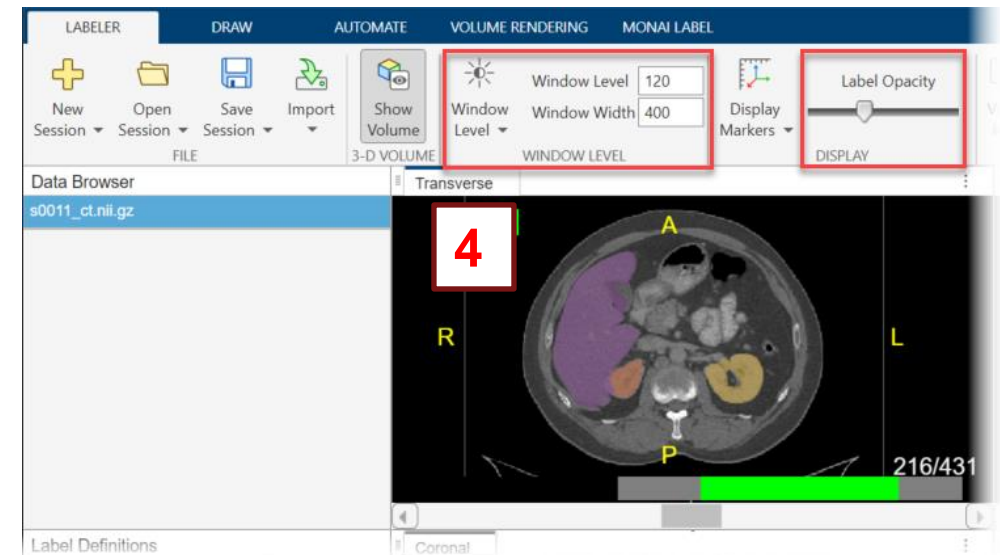 LABELER DRAW AUTOMATE VOLUME RENDERING MONAI LABEL
New Session
Open Session
Save Session
Import
FILE
Show Volume
3-D VOLUME
Window Level
Window Level 120
Window Width 400
WINDOW LEVEL
Display Markers
Label Opacity
DISPLAY
Data Browser
s0011_ct.nii.gz
Transverse
4
A
R
L
P
216/431
Label Definitions
Coronal